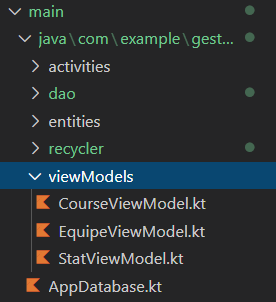 main
java\com\example\gest...
activities
dao
entities
recycler
viewModels
CourseViewModel.kt
EquipeViewModel.kt
StatViewModel.kt
AppDatabase.kt